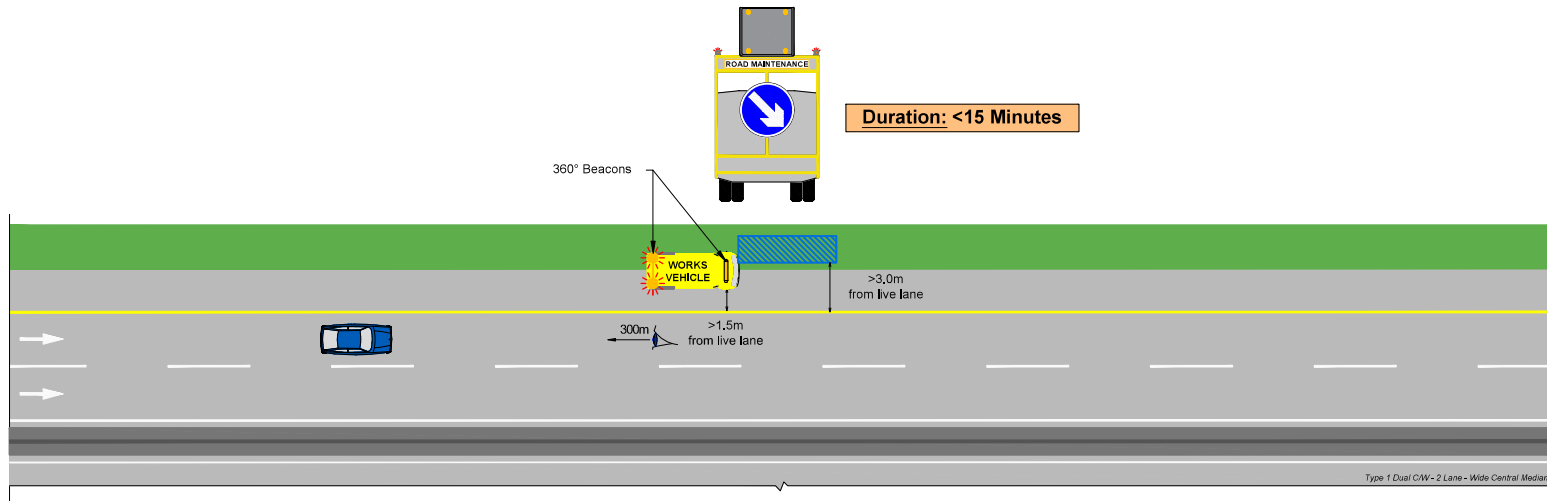 ROAD MAINTENANCE
Duration: <15 Minutes
360° Beacons
WORKS
VEHICLE
>3.0m
from live lane
300m
>1.5m
from live lane
Type 1 Dual C/W - 2 Lane - Wide Central Median